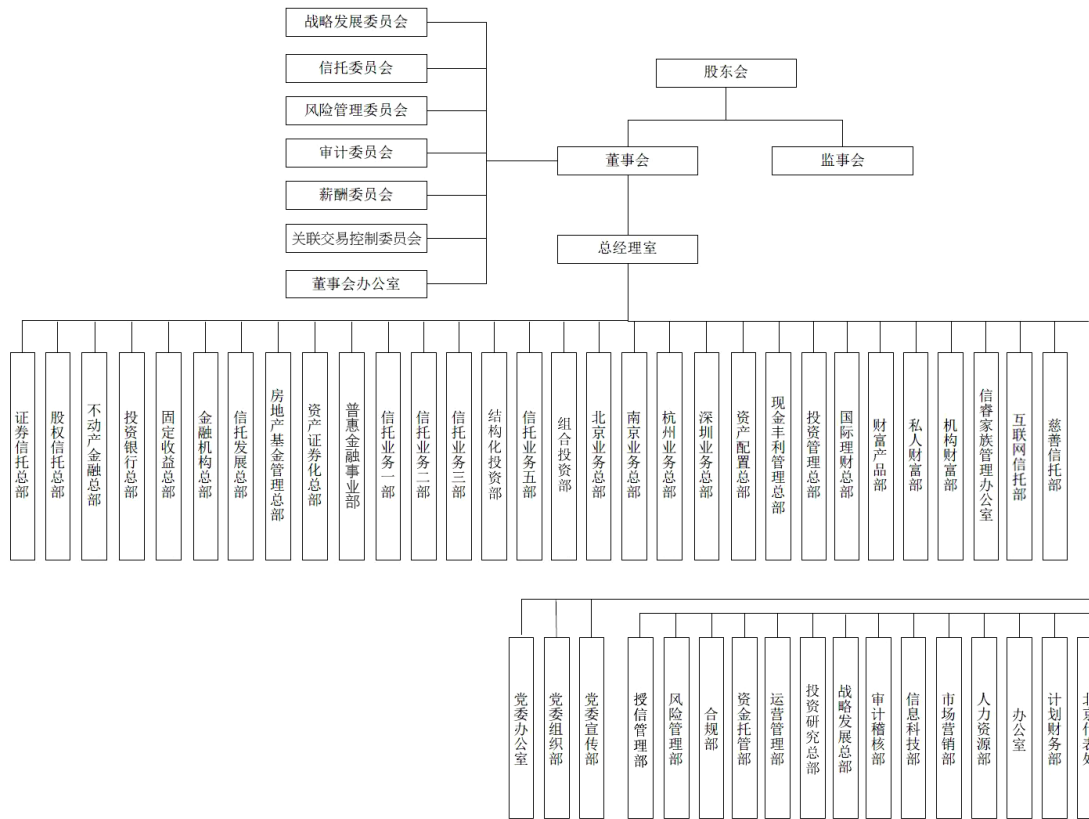 战略发展委员会
信托委员会
风险管理委员会
审计委员会
薪酬委员会
关联交易控制委员会
董事会办公室
股东会
董事会
监事会
总经理室
证券信托总部
股权信托总部
不动产金融总部
投资银行总部
固定收益总部
金融机构总部
信托发展总部
房地产基金管理总部
资产证券化总部
普惠金融事业部
信托业务一部
信托业务二部
信托业务三部
结构化投资部
信托业务五部
组合投资部
北京业务总部
南京业务总部
杭州业务总部
深圳业务总部
资产配置总部
现金丰利管理总部
投资管理总部
国际理财总部
财富产品部
私人财富部
机构财富部
信睿家族管理办公室
互联网信托部
慈善信托部
党委办公室
党委组织部
党委宣传部
授信管理部
风险管理部
合规部
资金托管部
运营管理部
投资研究总部
战略发展总部
审计稽核部
信息科技部
市场营销部
人力资源部
办公室
计划财务部
北京代表处